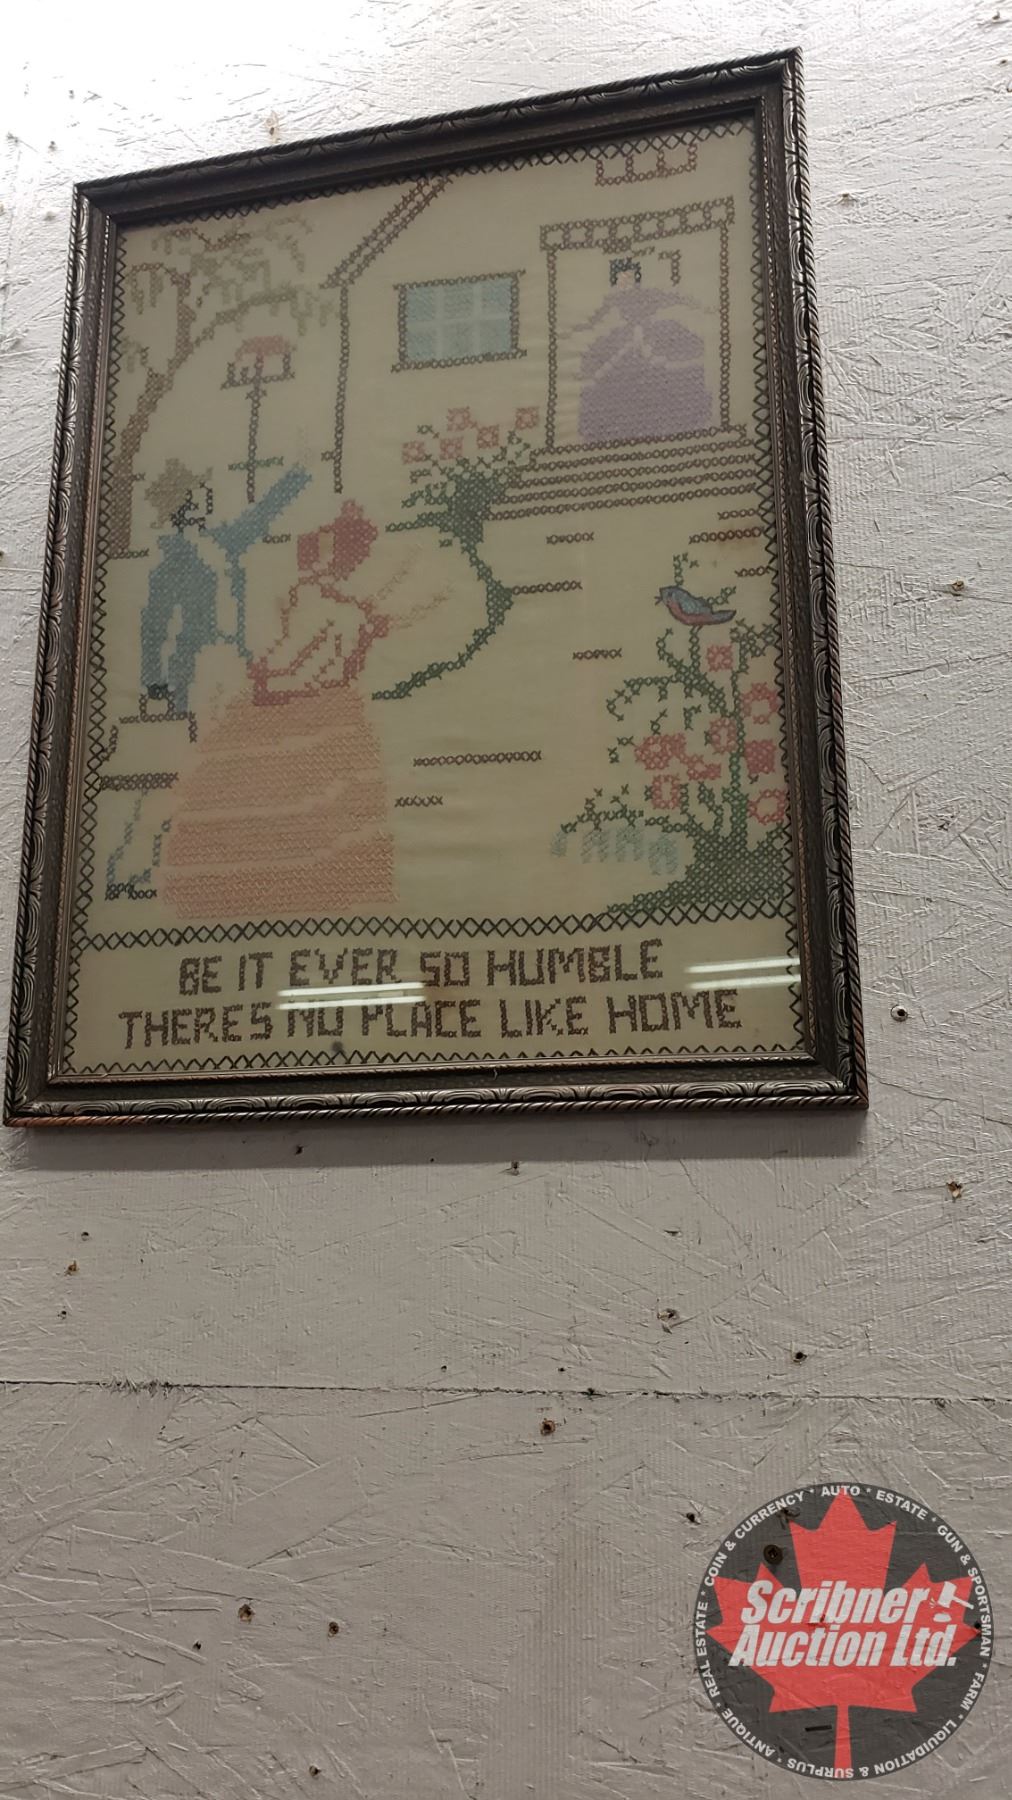 BE IT EVER SO HUMBLE
THERES NO PLACE LIKE HOME
Scribner
Auction Ltd.
COIN & CURRENCY * AUTO * ESTATE * GUN & SPORTSMAN * FARM * LIQUIDATION & SURPLUS * ANTIQUE * REAL ESTATE *